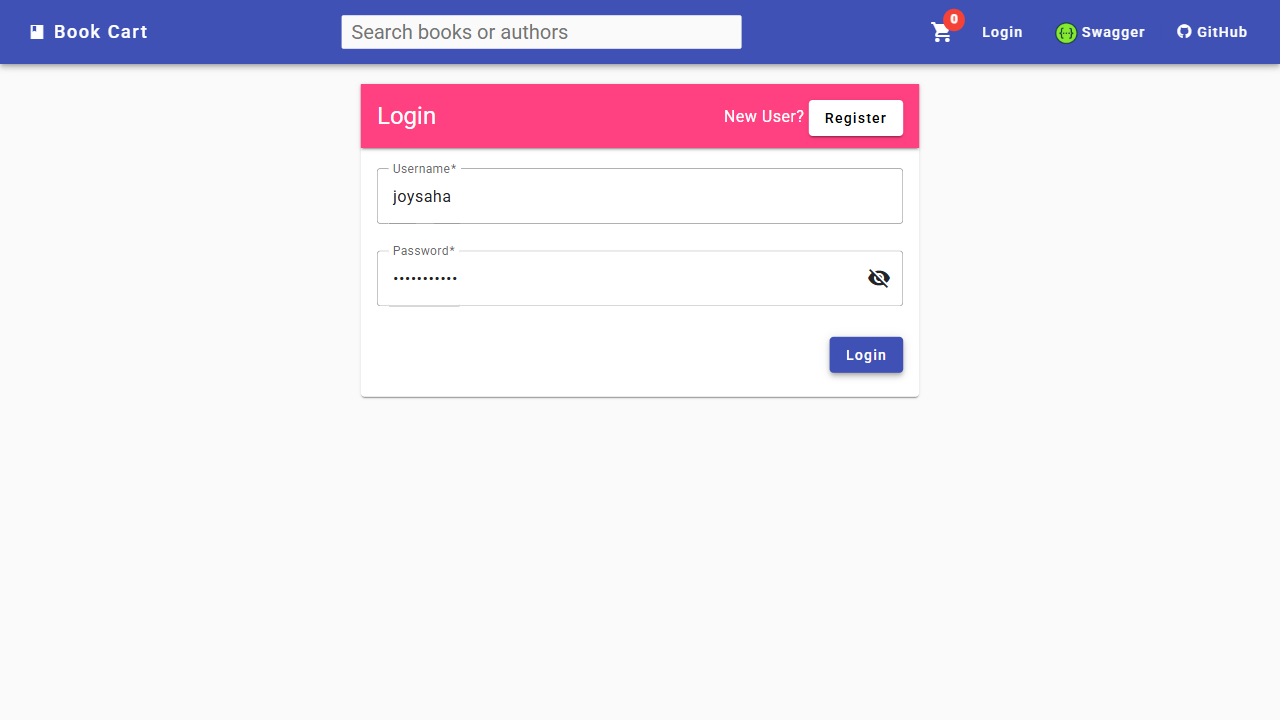 Book Cart
Search books or authors
0
Login
Swagger
GitHub
Login
New User?
Register
Username*
joysaha
Password*
•••••••••••
Login